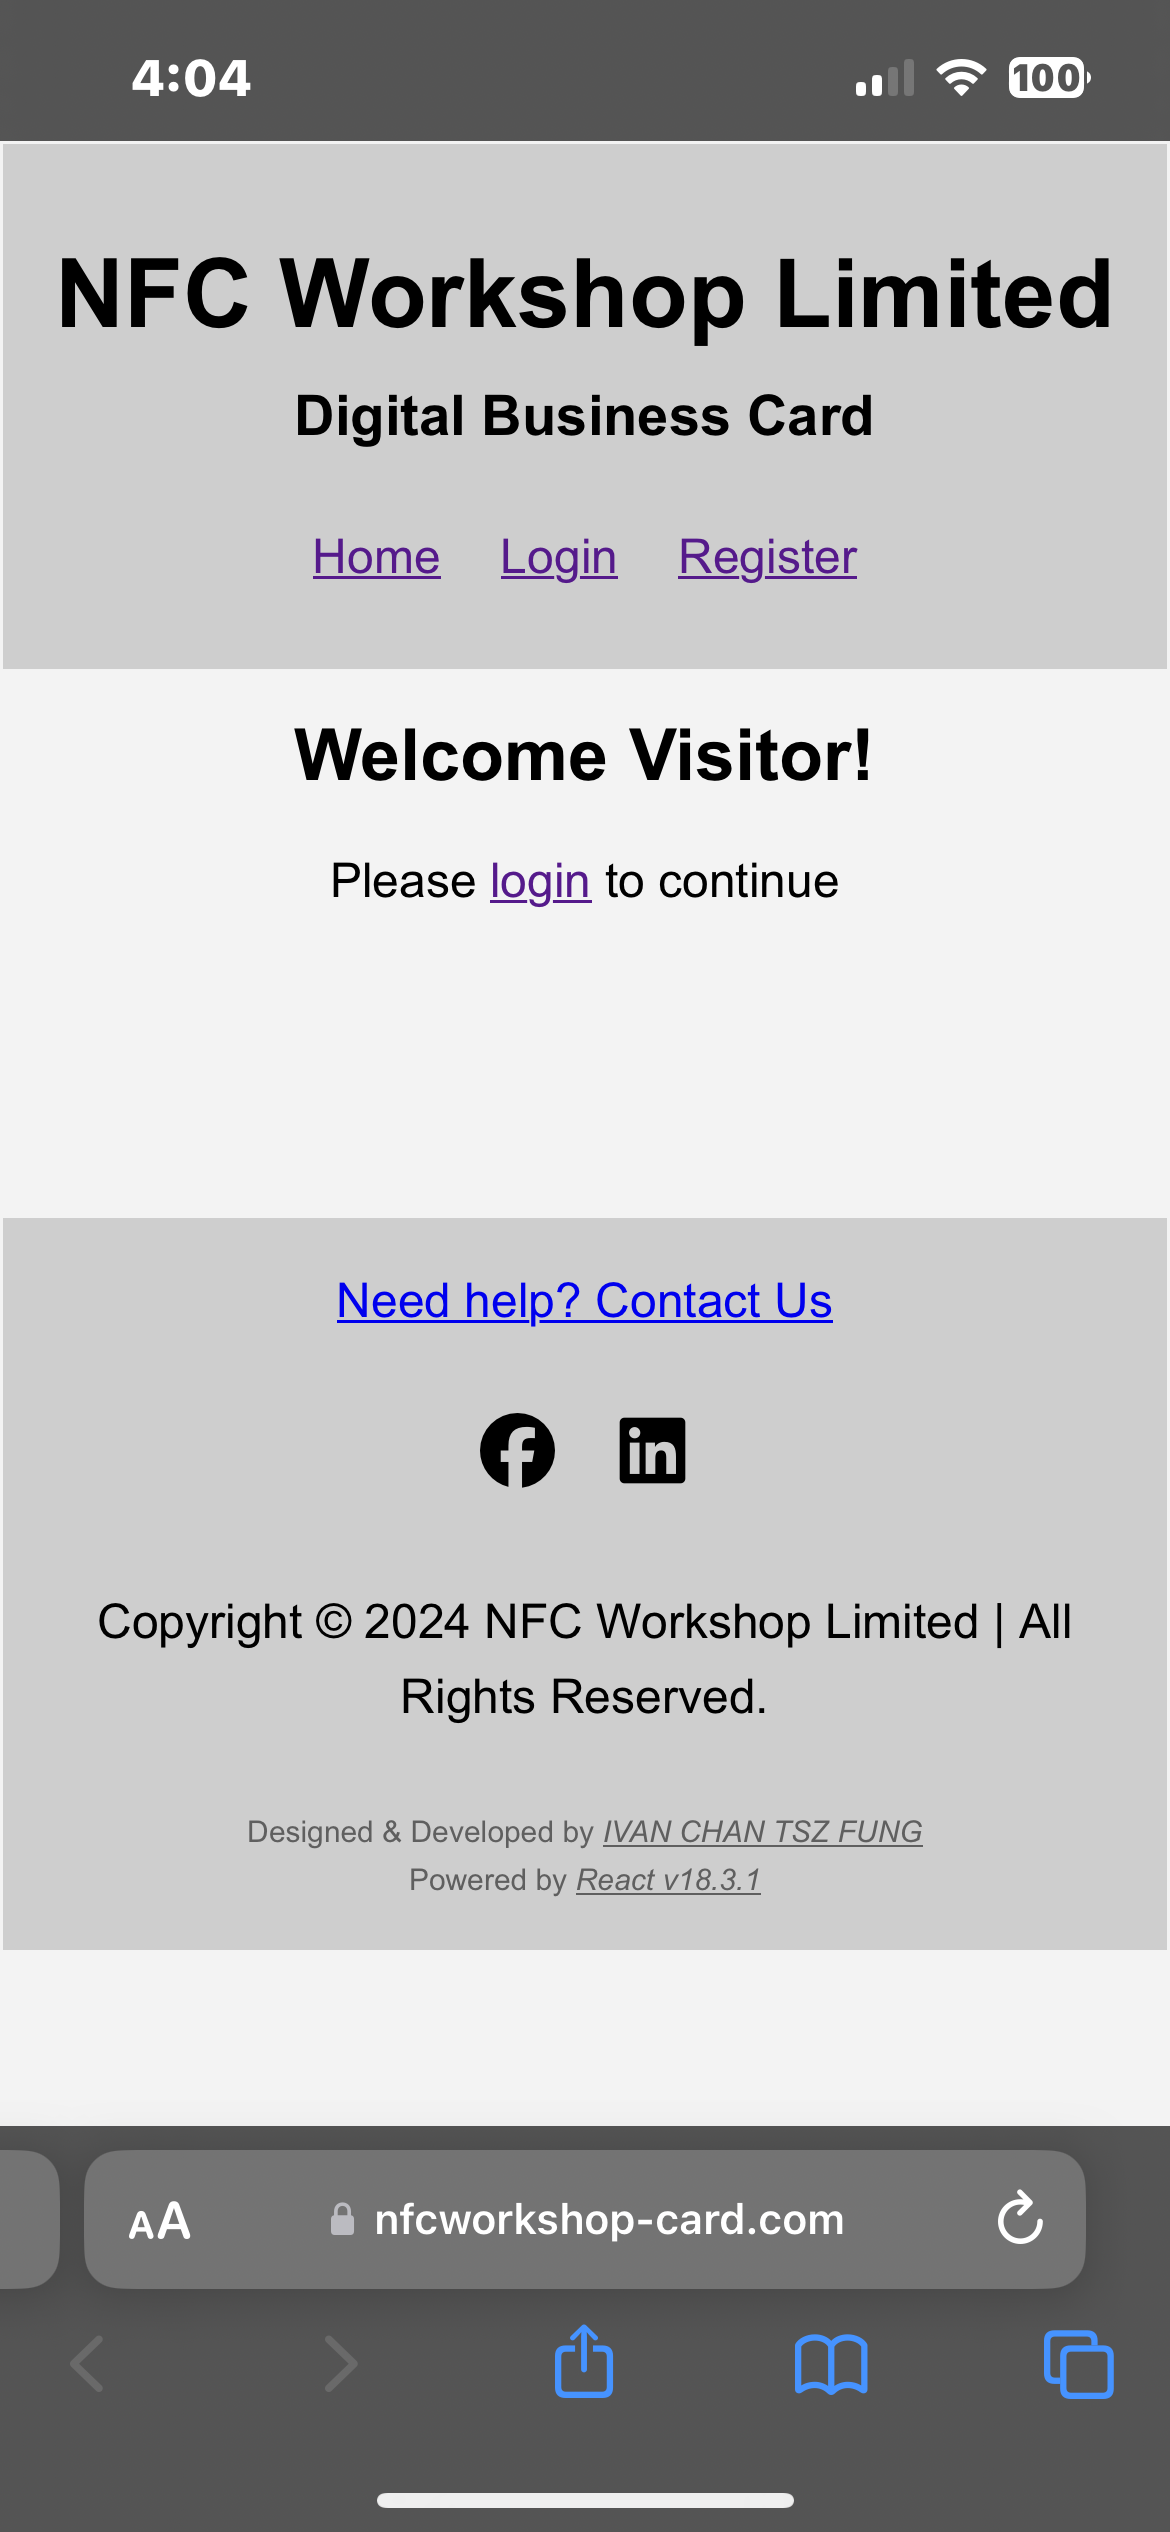 4:04
100
NFC Workshop Limited
Digital Business Card
Home Login Register
Welcome Visitor!
Please login to continue
Need help? Contact Us
Copyright © 2024 NFC Workshop Limited | All
Rights Reserved.
Designed & Developed by IVAN CHAN TSZ FUNG
Powered by React v18.3.1
AA nfcworkshop-card.com